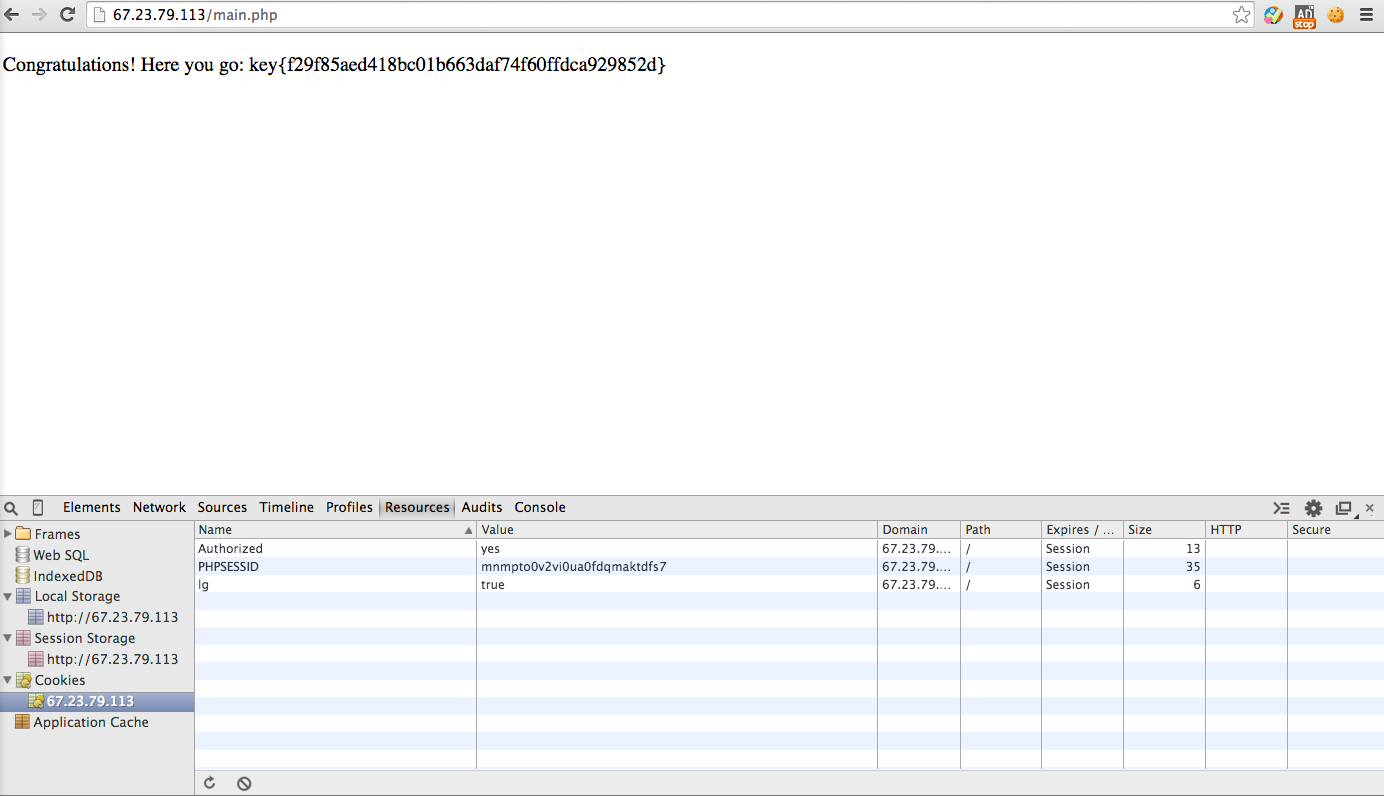 67.23.79.113/main.php
AD
stop
Congratulations! Here you go: key{f29f85aed418bc01b663daf74f60ffdca929852d}
Elements Network Sources Timeline Profiles Resources Audits Console
Frames
Web SQL
IndexedDB
Local Storage
http://67.23.79.113
Session Storage
http://67.23.79.113
Cookies
67.23.79.113
Application Cache
Name Value Domain Path Expires / ... Size HTTP Secure
Authorized yes 67.23.79.... / Session 13
PHPSESSID mnmpto0v2vi0ua0fdqmaktdfs7 67.23.79.... / Session 35
lg true 67.23.79.... / Session 6